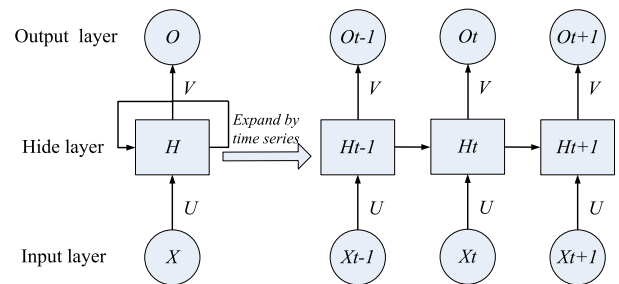 Output layer O Ot-1 Ot Ot+1
V V V V
Expand by
time series
Hide layer H Ht-1 Ht Ht+1
U U U U
Input layer X Xt-1 Xt Xt+1